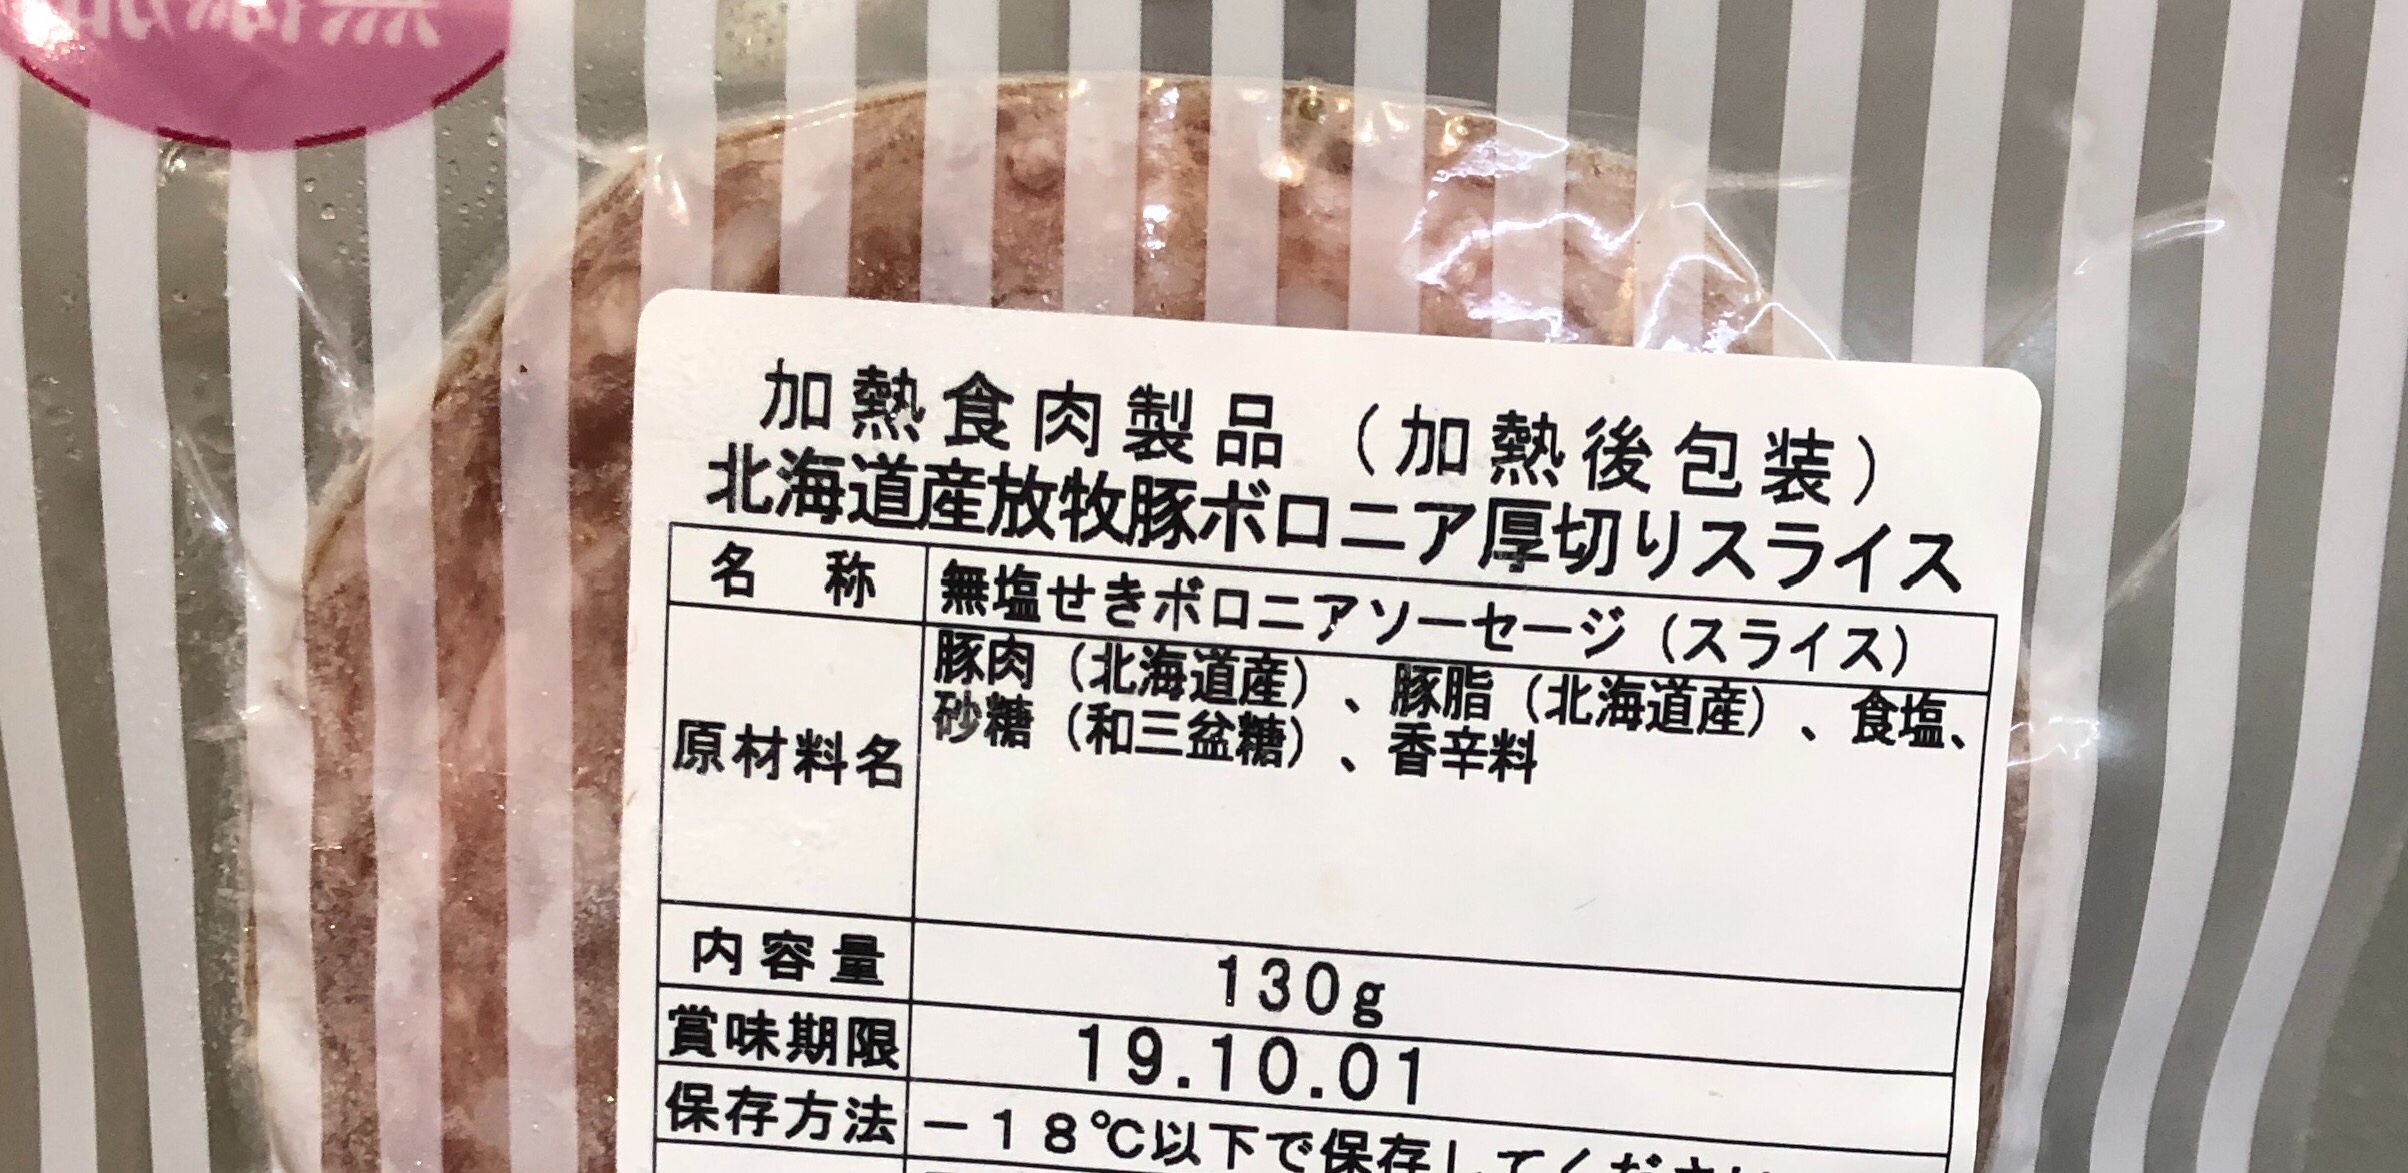 無添加
加熱食肉製品（加熱後包装）
北海道産放牧豚ボロニア厚切りスライス
名称 無塩せきボロニアソーセージ（スライス）
原材料名 豚肉（北海道産）、豚脂（北海道産）、食塩、
砂糖（和三盆糖）、香辛料
内容量 130g
賞味期限 19.10.01
保存方法 －18℃以下で保存してください